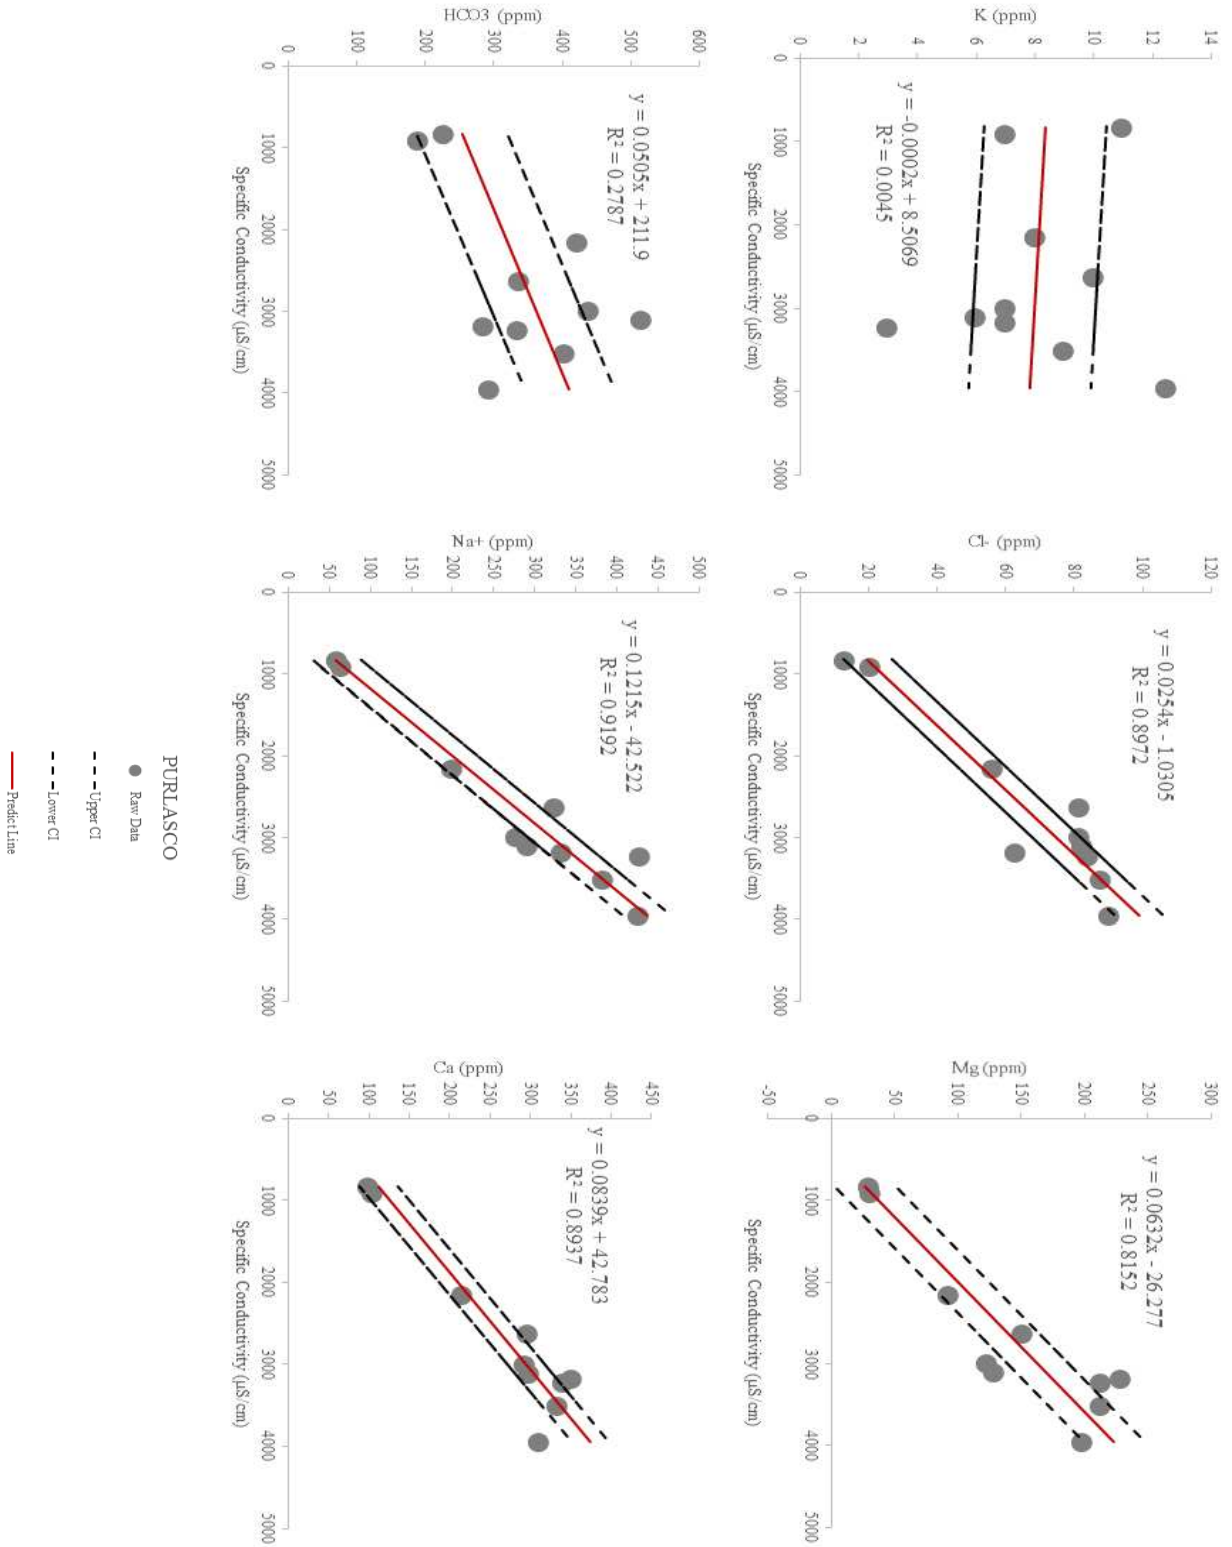 K (ppm)
14
12
10
8
6
4
2
0
y = -0.0002x + 8.5069
R² = 0.0045
0 1000 2000 3000 4000 5000
Specific Conductivity (µS/cm)
Cl- (ppm)
120
100
80
60
40
20
0
y = 0.0254x - 1.0305
R² = 0.8972
0 1000 2000 3000 4000 5000
Specific Conductivity (µS/cm)
Mg (ppm)
300
250
200
150
100
50
0
-50
y = 0.0632x - 26.277
R² = 0.8152
0 1000 2000 3000 4000 5000
Specific Conductivity (µS/cm)
HCO3 (ppm)
600
500
400
300
200
100
0
y = 0.0505x + 211.9
R² = 0.2787
0 1000 2000 3000 4000 5000
Specific Conductivity (µS/cm)
Na+ (ppm)
500
450
400
350
300
250
200
150
100
50
0
y = 0.1215x - 42.522
R² = 0.9192
0 1000 2000 3000 4000 5000
Specific Conductivity (µS/cm)
Ca (ppm)
450
400
350
300
250
200
150
100
50
0
y = 0.0839x + 42.783
R² = 0.8937
0 1000 2000 3000 4000 5000
Specific Conductivity (µS/cm)
PURLASCO
Raw Data
Upper CI
Lower CI
Predict Line